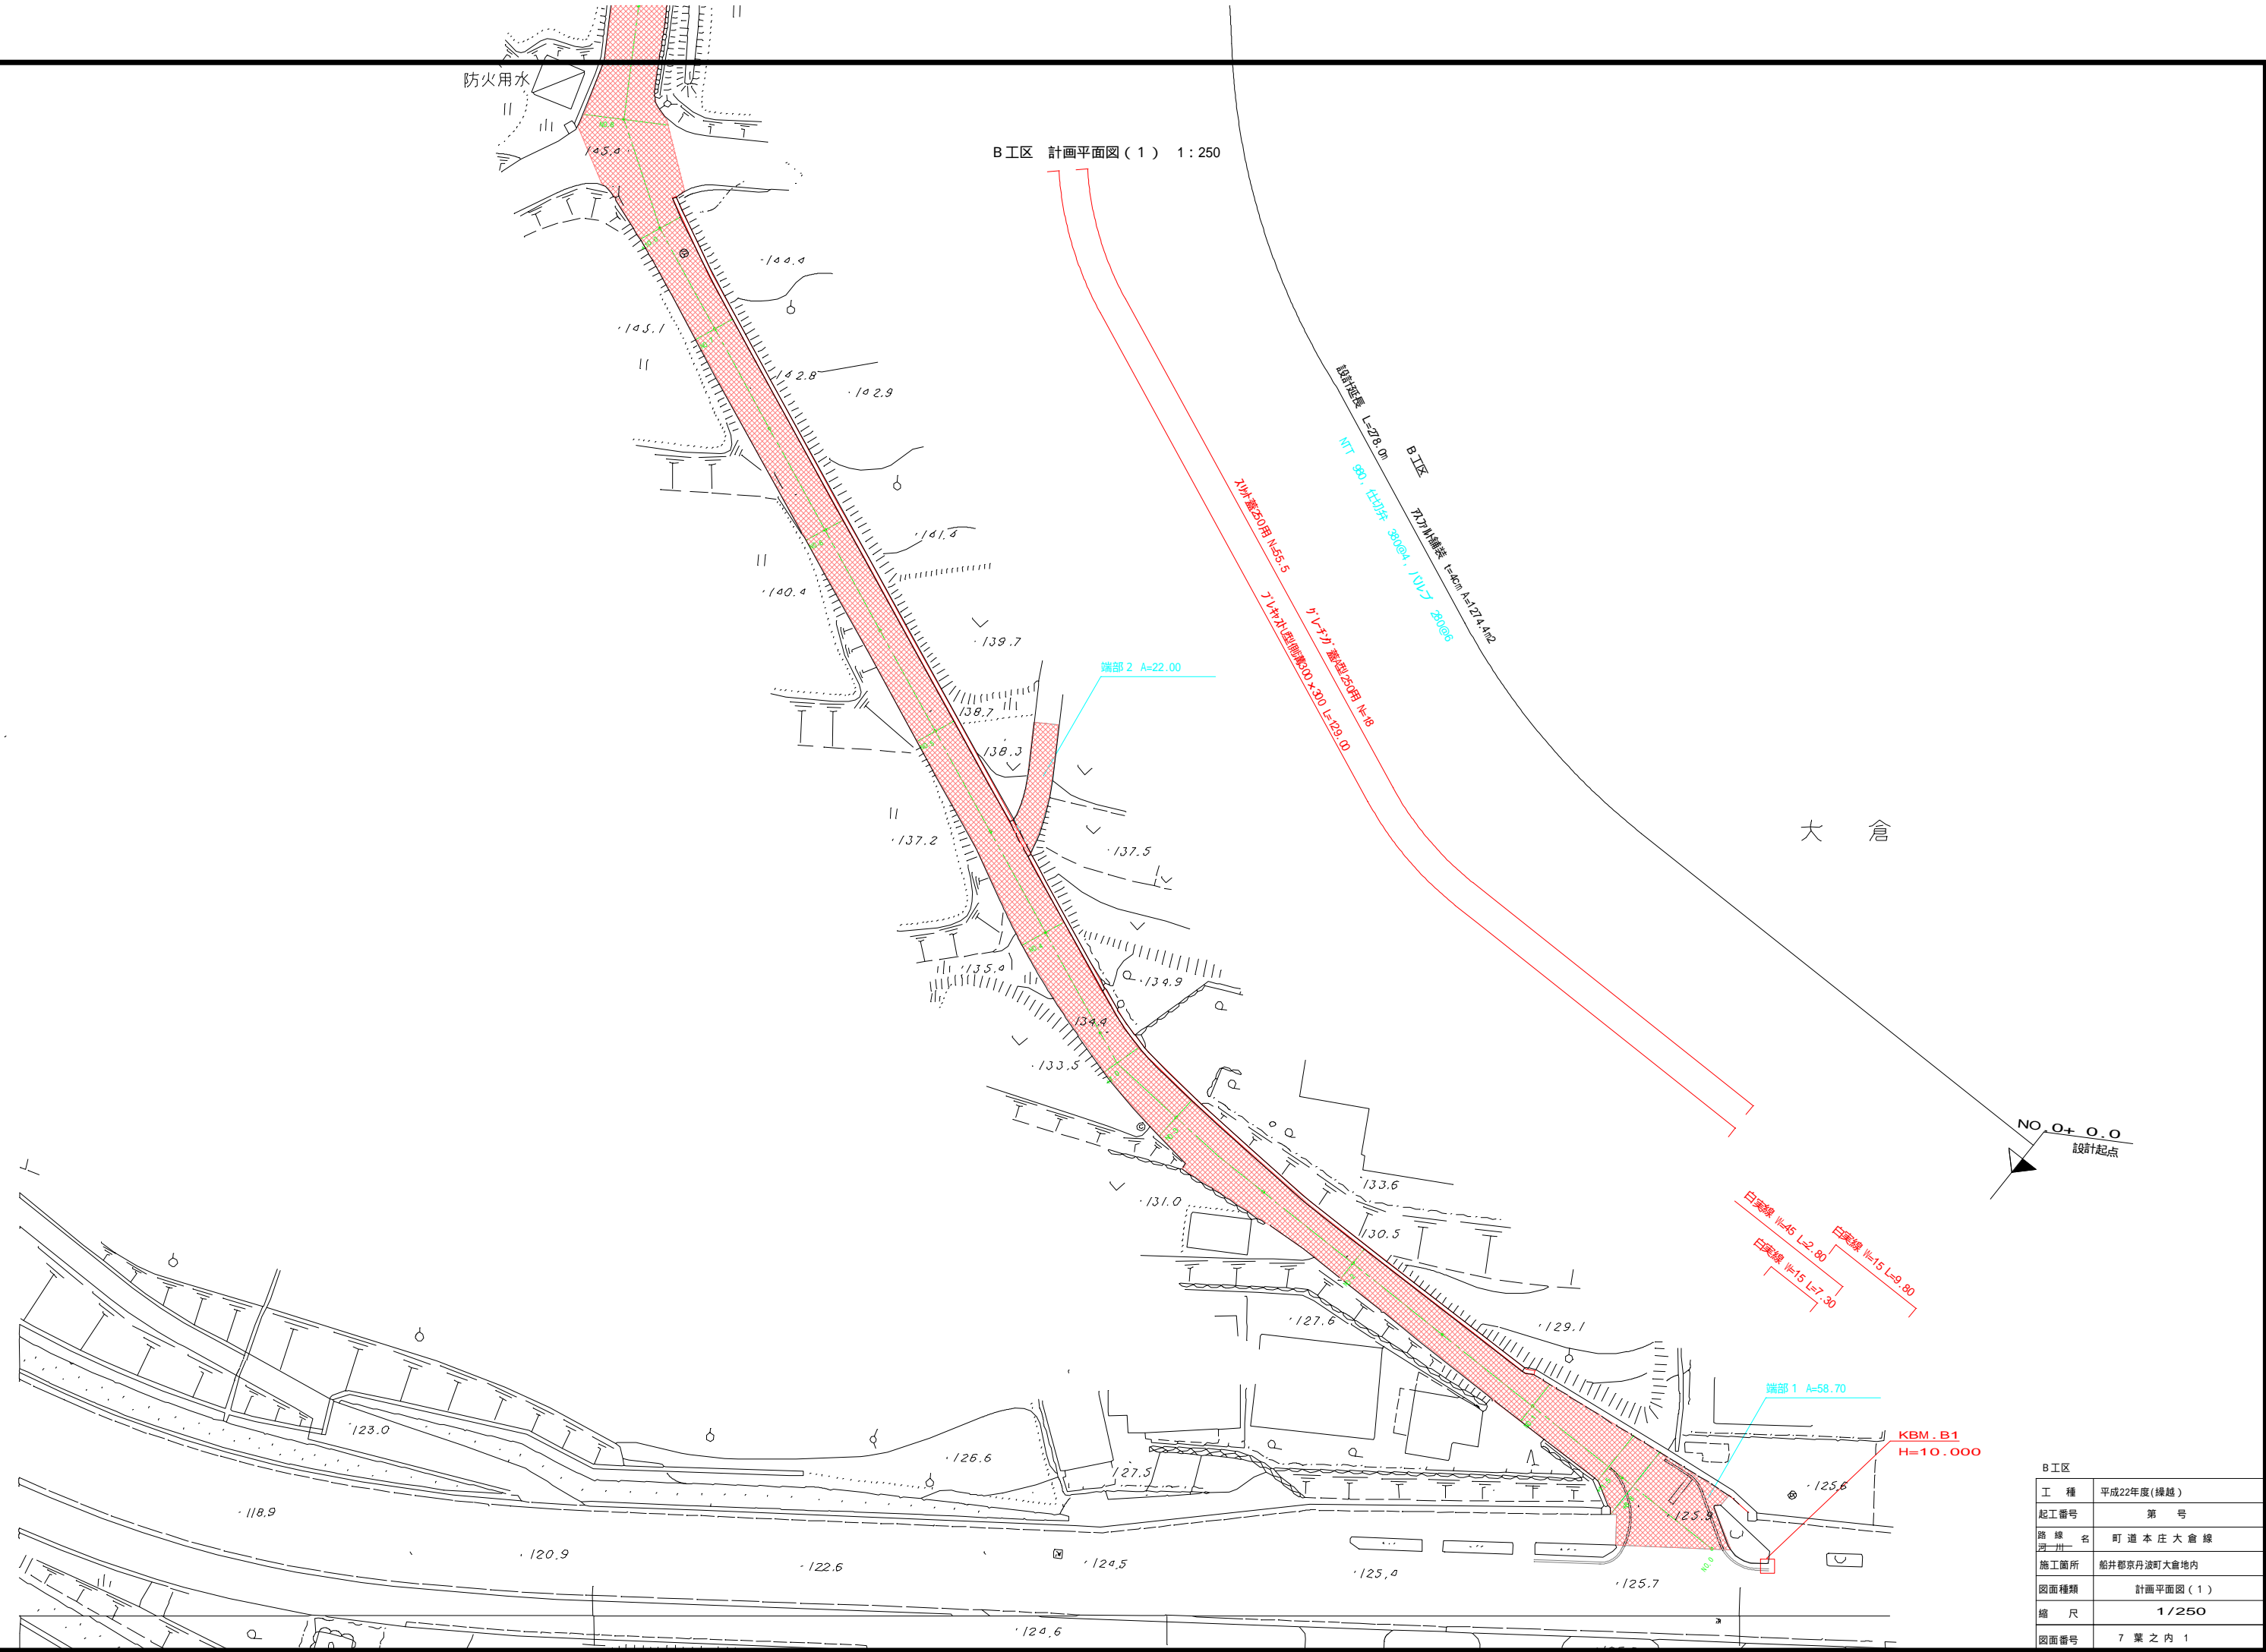 防火用水
B工区 計画平面図(1) 1:250
145.4
144.4
145.1
142.8
142.9
141.4
140.4
139.7
138.7
138.3
137.2
137.5
135.4
134.9
134.4
133.5
133.6
131.0
130.5
129.1
127.6
127.5
126.6
125.6
125.9
125.7
125.4
124.5
124.6
123.0
122.6
120.9
118.9
設計延長 L=278.0m
B工区
アスファルト舗装 t=4cm A=1274.4m2
NTT 980, 仕切弁 380@4, バルブ 280@6
スリット蓋250用 N=55.5
グレーチング蓋A型250用 N=18
プレキャストU型側溝300×300 L=129.00
端部2 A=22.00
大倉
NO.0+ 0.0
設計起点
白実線 W=45 L=2.80
白実線 W=15 L=9.80
白実線 W=15 L=7.30
端部1 A=58.70
KBM.B1
H=10.000
NO.0
B工区
工種 平成22年度(繰越)
起工番号 第 号
路線河川名 町道本庄大倉線
施工箇所 船井郡京丹波町大倉地内
図面種類 計画平面図(1)
縮尺 1/250
図面番号 7葉之内 1